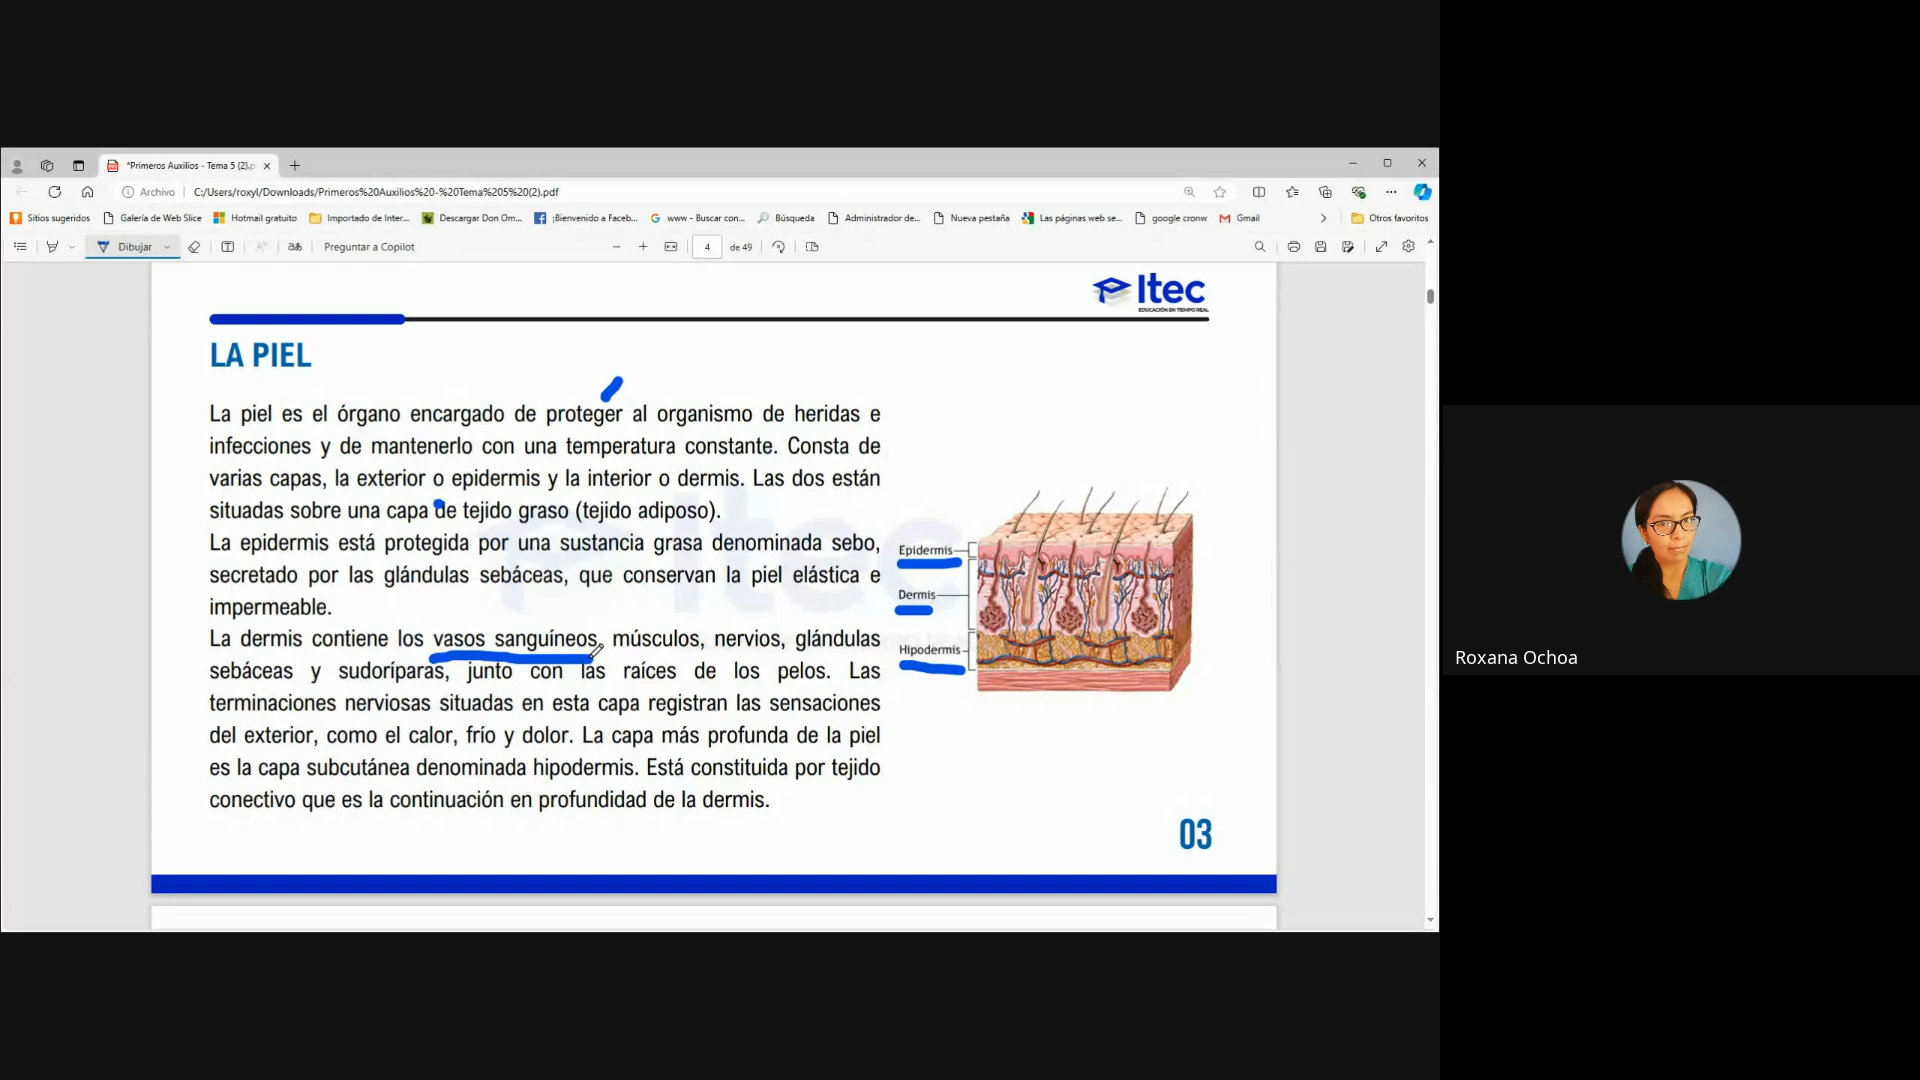 *Primeros Auxilios - Tema 5 (2).p
Archivo
C:/Users/roxyl/Downloads/Primeros%20Auxilios%20-%20Tema%205%20(2).pdf
Sitios sugeridos
Galería de Web Slice
Hotmail gratuito
Importado de Inter...
Descargar Don Om...
¡Bienvenido a Faceb...
www - Buscar con...
Búsqueda
Administrador de...
Nueva pestaña
Las páginas web se...
google cronw
Gmail
Otros favoritos
Dibujar
Preguntar a Copilot
4 de 49
Itec
EDUCACIÓN EN TIEMPO REAL
LA PIEL
La piel es el órgano encargado de proteger al organismo de heridas e
infecciones y de mantenerlo con una temperatura constante. Consta de
varias capas, la exterior o epidermis y la interior o dermis. Las dos están
situadas sobre una capa de tejido graso (tejido adiposo).
La epidermis está protegida por una sustancia grasa denominada sebo,
secretado por las glándulas sebáceas, que conservan la piel elástica e
impermeable.
La dermis contiene los vasos sanguíneos, músculos, nervios, glándulas
sebáceas y sudoríparas, junto con las raíces de los pelos. Las
terminaciones nerviosas situadas en esta capa registran las sensaciones
del exterior, como el calor, frío y dolor. La capa más profunda de la piel
es la capa subcutánea denominada hipodermis. Está constituida por tejido
conectivo que es la continuación en profundidad de la dermis.
Epidermis
Dermis
Hipodermis
03
Roxana Ochoa